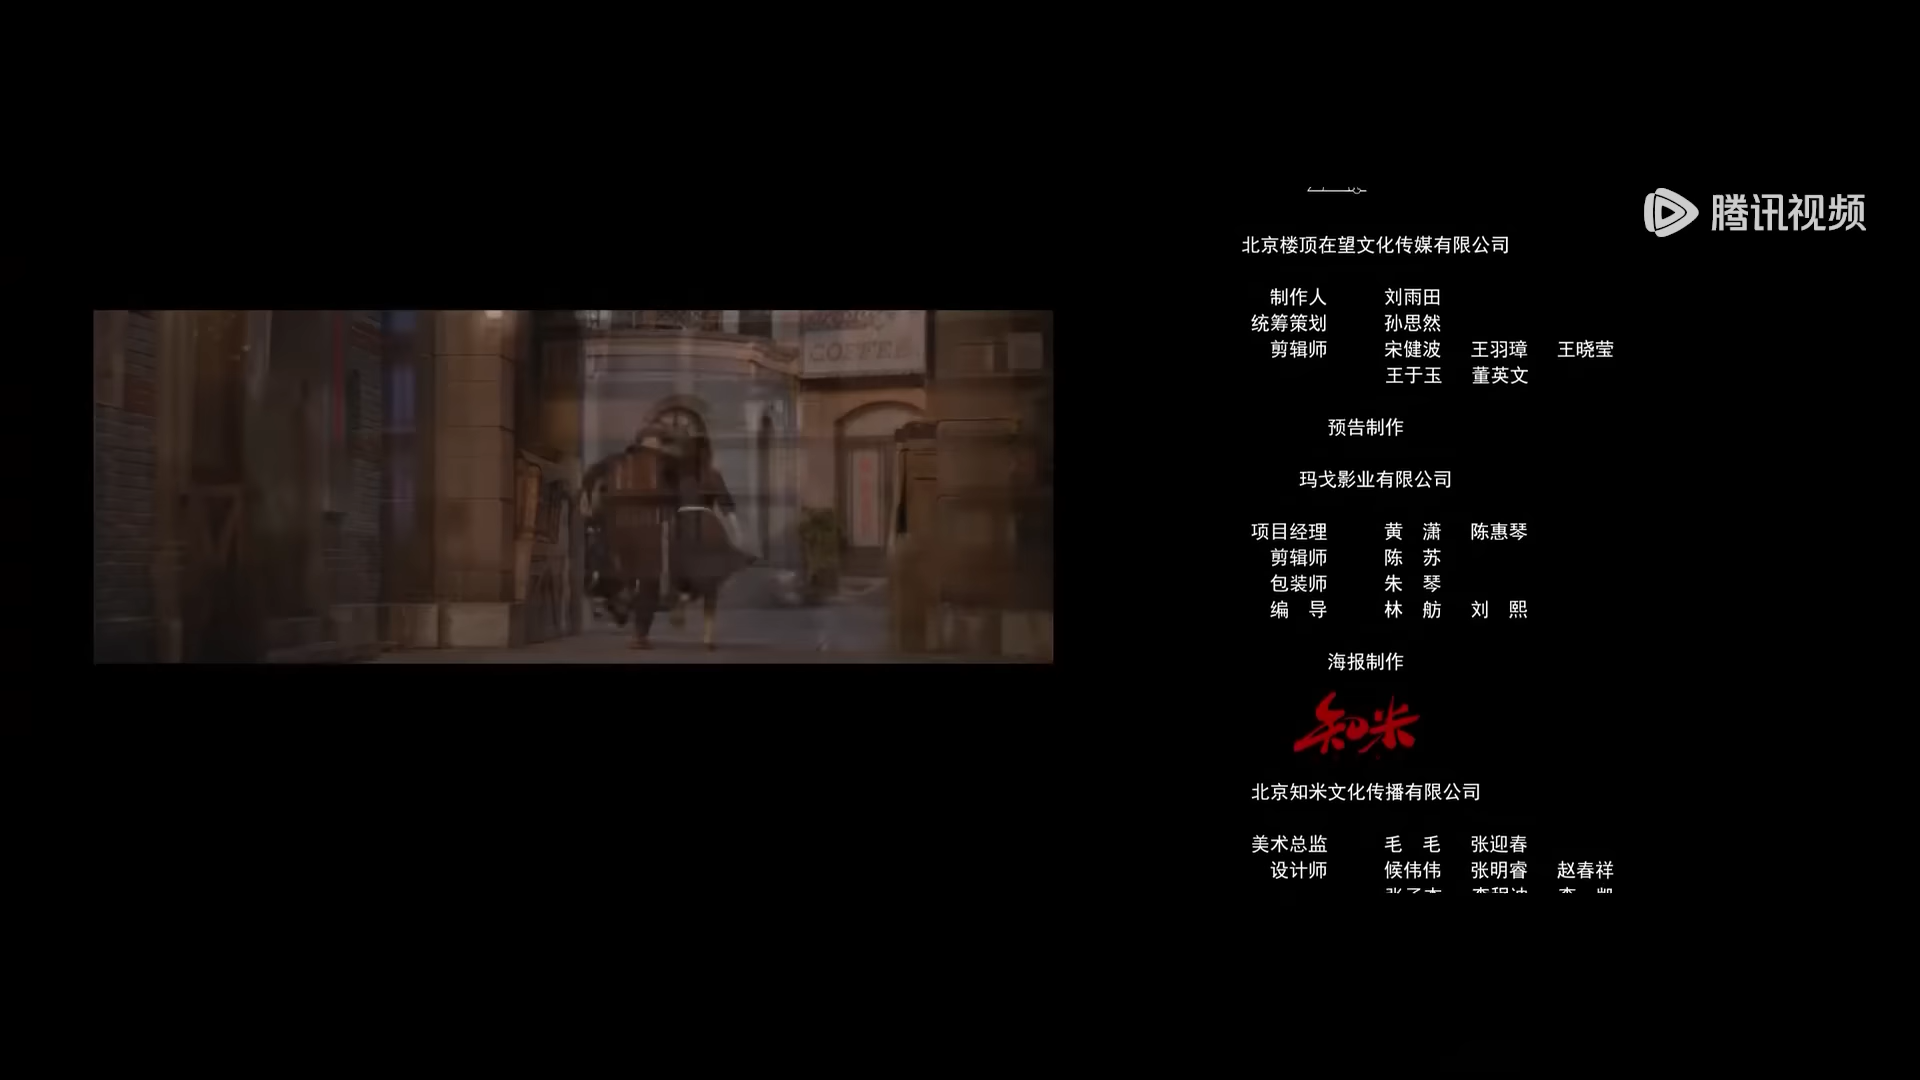 腾讯视频
北京楼顶在望文化传媒有限公司
制作人 刘雨田
统筹策划 孙思然
剪辑师 宋健波 王羽璋 王晓莹
王于玉 董英文
预告制作
玛戈影业有限公司
项目经理 黄 潇 陈惠琴
剪辑师 陈 苏
包装师 朱 琴
编 导 林 舫 刘 熙
海报制作
知米
北京知米文化传播有限公司
美术总监 毛 毛 张迎春
设计师 候伟伟 张明睿 赵春祥
COFFEE